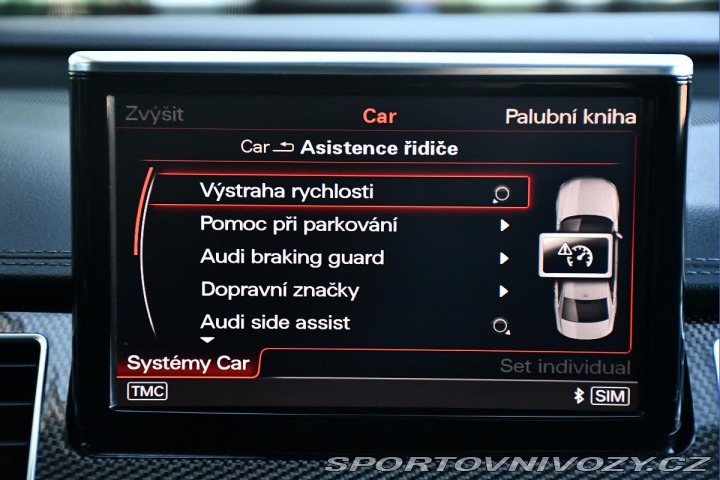 Zvýšit Car Palubní kniha
Car Asistence řidiče
Výstraha rychlosti
Pomoc při parkování
Audi braking guard
Dopravní značky
Audi side assist
Systémy Car Set individual
TMC SIM
SPORTOVNIVOZY.CZ